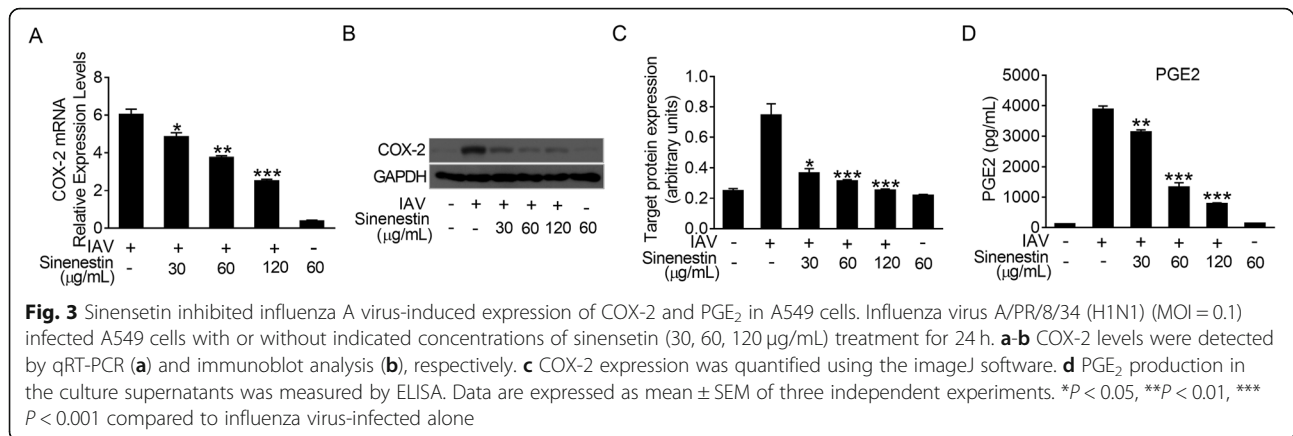 A
COX-2 mRNA
Relative Expression Levels
8
6
4
2
0
* ** ***
IAV + + + + -
Sinenestin - 30 60 120 60
(μg/mL)
B
COX-2
GAPDH
IAV - + + + + -
Sinenestin - - 30 60 120 60
(μg/mL)
C
Target protein expression
(arbitrary units)
1.0
0.8
0.6
0.4
0.2
0.0
* *** ***
IAV - + + + + -
Sinenestin - - 30 60 120 60
(μg/mL)
D
PGE2
PGE2 (pg/mL)
5000
4000
3000
2000
1000
0
** *** ***
IAV - + + + + -
Sinenestin - - 30 60 120 60
(μg/mL)
Fig. 3 Sinensetin inhibited influenza A virus-induced expression of COX-2 and PGE₂ in A549 cells. Influenza virus A/PR/8/34 (H1N1) (MOI = 0.1)
infected A549 cells with or without indicated concentrations of sinensetin (30, 60, 120 μg/mL) treatment for 24 h. a-b COX-2 levels were detected
by qRT-PCR (a) and immunoblot analysis (b), respectively. c COX-2 expression was quantified using the imageJ software. d PGE₂ production in
the culture supernatants was measured by ELISA. Data are expressed as mean ± SEM of three independent experiments. *P < 0.05, **P < 0.01, ***
P < 0.001 compared to influenza virus-infected alone